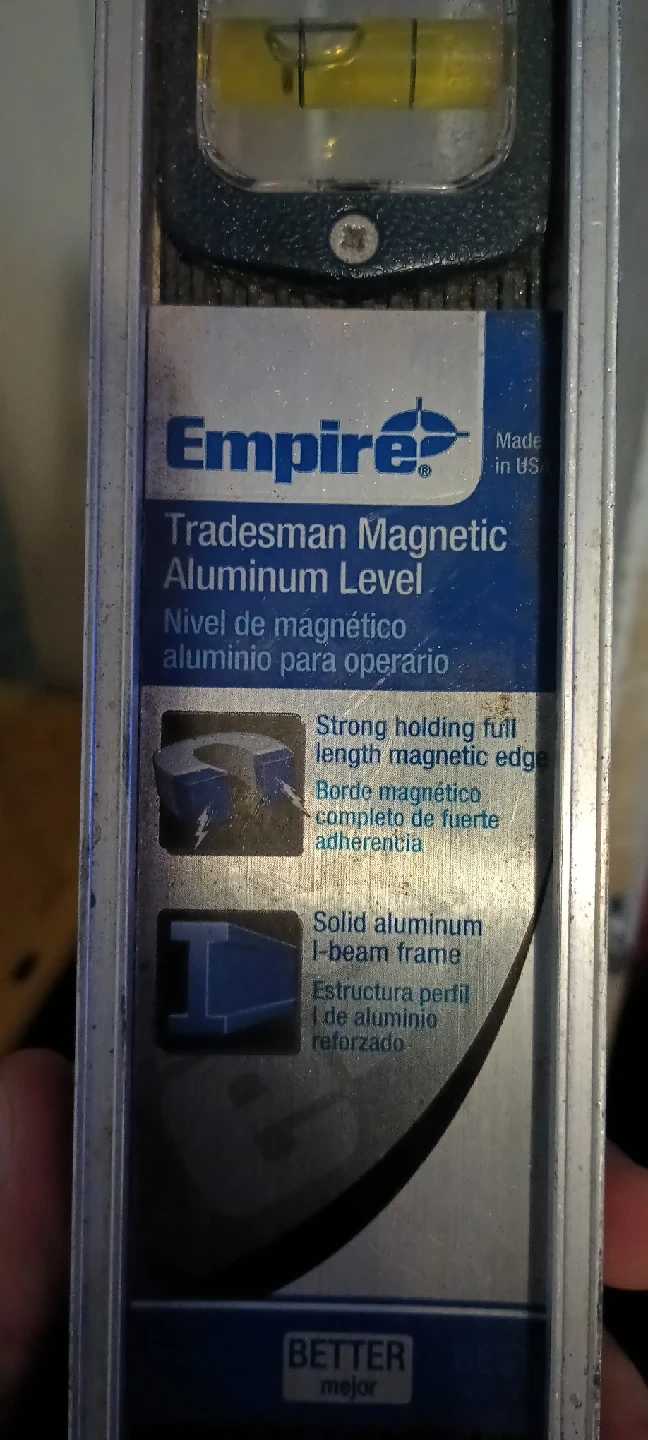 Empire®
Made
in USA
Tradesman Magnetic
Aluminum Level
Nivel de magnético
aluminio para operario
Strong holding full
length magnetic edge
Borde magnético
completo de fuerte
adherencia
Solid aluminum
I-beam frame
Estructura perfil
I de aluminio
reforzado
BETTER
mejor